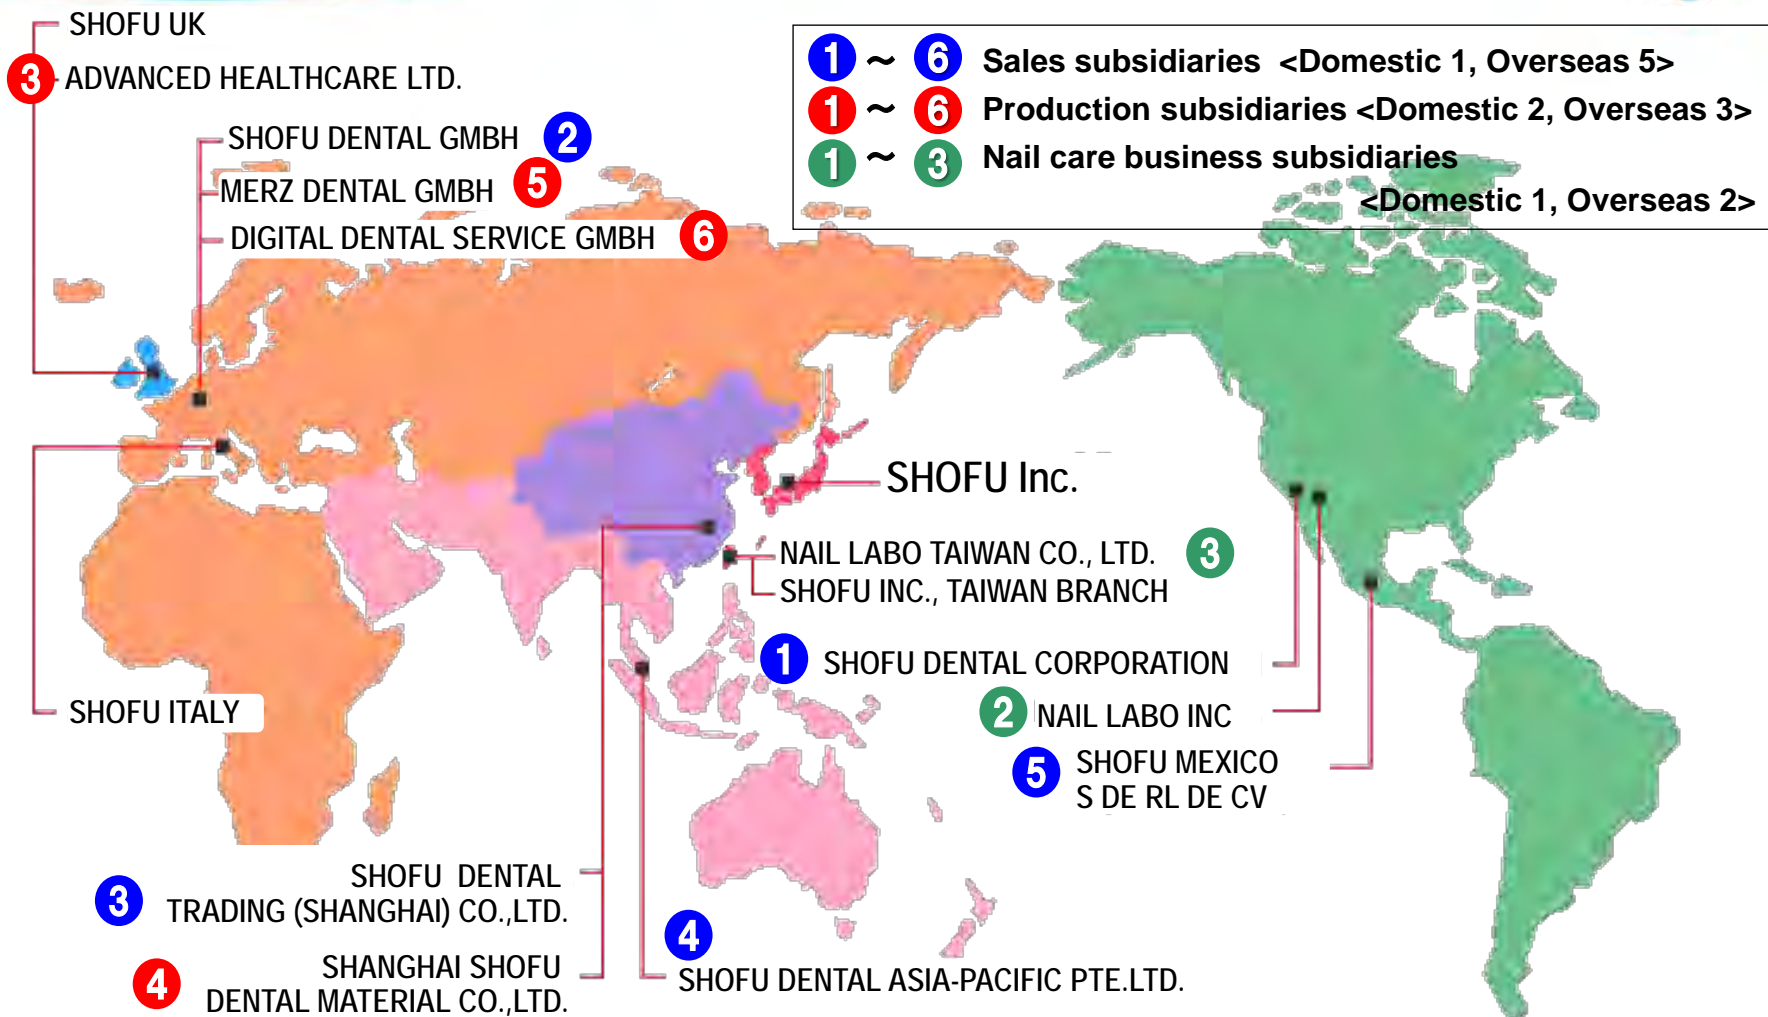 SHOFU UK
3 ADVANCED HEALTHCARE LTD.
SHOFU DENTAL GMBH 2
MERZ DENTAL GMBH 5
DIGITAL DENTAL SERVICE GMBH 6
1 ~ 6 Sales subsidiaries <Domestic 1, Overseas 5>
1 ~ 6 Production subsidiaries <Domestic 2, Overseas 3>
1 ~ 3 Nail care business subsidiaries
<Domestic 1, Overseas 2>
SHOFU Inc.
NAIL LABO TAIWAN CO., LTD. 3
SHOFU INC., TAIWAN BRANCH
1 SHOFU DENTAL CORPORATION
2 NAIL LABO INC
5 SHOFU MEXICO
S DE RL DE CV
SHOFU ITALY
3 SHOFU DENTAL
TRADING (SHANGHAI) CO.,LTD.
4 SHANGHAI SHOFU
DENTAL MATERIAL CO.,LTD.
4
SHOFU DENTAL ASIA-PACIFIC PTE.LTD.